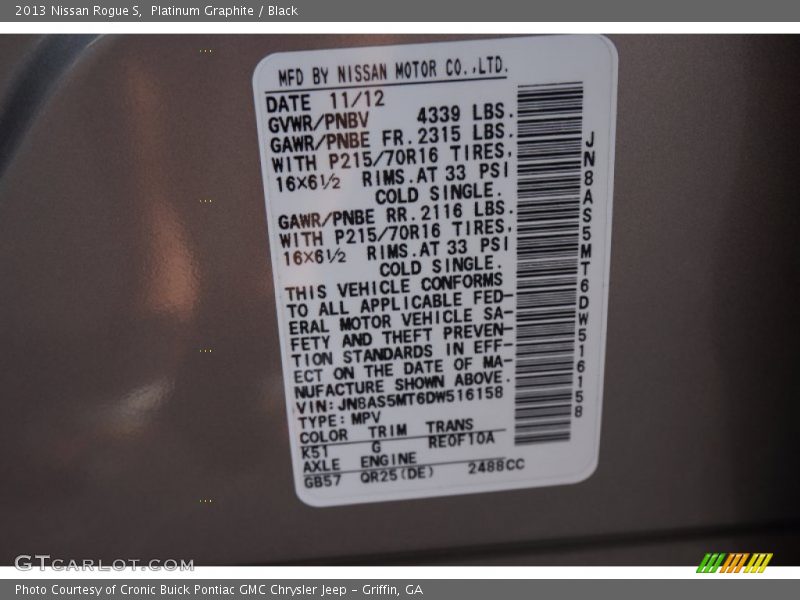 2013 Nissan Rogue S, Platinum Graphite / Black
MFD BY NISSAN MOTOR CO.,LTD.
DATE 11/12
GVWR/PNBV 4339 LBS.
GAWR/PNBE FR. 2315 LBS.
WITH P215/70R16 TIRES,
16×6½ RIMS. AT 33 PSI
COLD SINGLE.
GAWR/PNBE RR. 2116 LBS.
WITH P215/70R16 TIRES,
16×6½ RIMS. AT 33 PSI
COLD SINGLE.
THIS VEHICLE CONFORMS
TO ALL APPLICABLE FED-
ERAL MOTOR VEHICLE SA-
FETY AND THEFT PREVEN-
TION STANDARDS IN EFF-
ECT ON THE DATE OF MA-
NUFACTURE SHOWN ABOVE.
VIN: JN8AS5MT6DW516158
TYPE: MPV
COLOR TRIM TRANS
K51 G RE0F10A
AXLE ENGINE
GB57 QR25(DE) 2488CC
JN8AS5MT6DW516158
GTcarlot.com
Photo Courtesy of Cronic Buick Pontiac GMC Chrysler Jeep - Griffin, GA